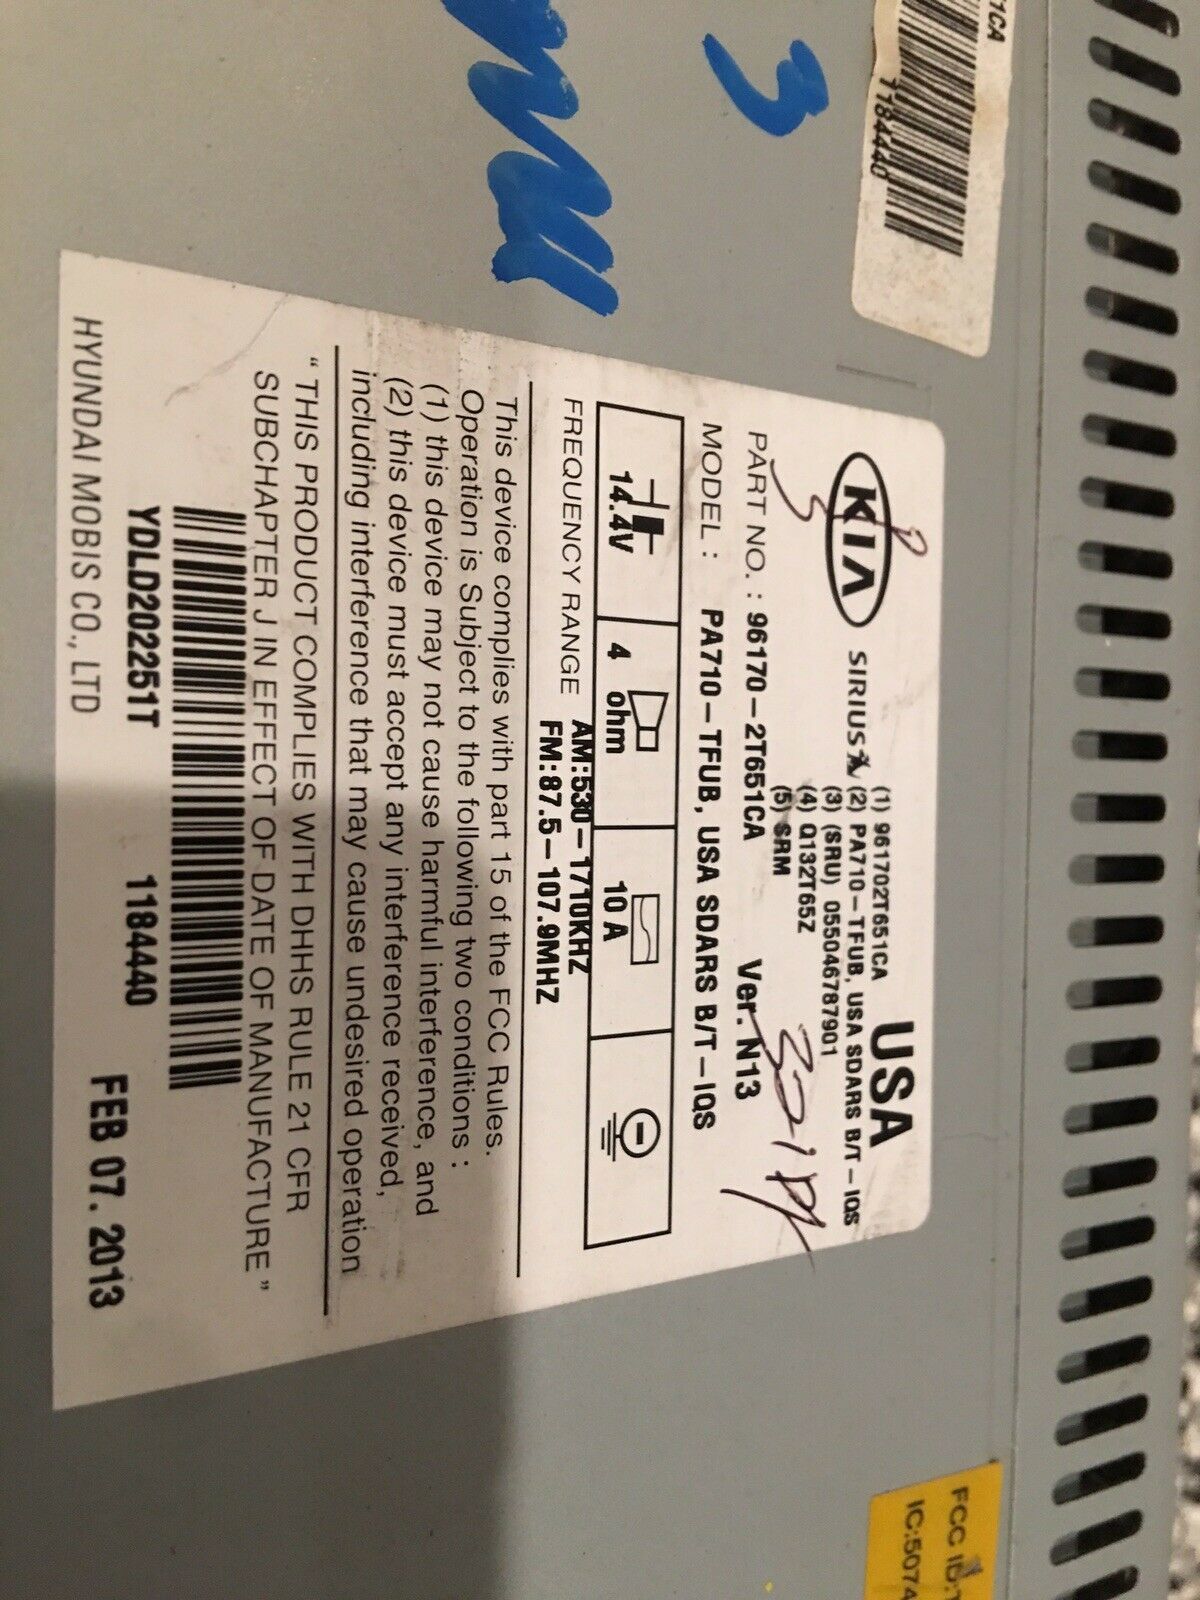 1CA
1184440
3
KIA
SIRIUS
USA
(1) 961702T651CA
(2) PA710-TFUB, USA SDARS B/T-IQS
(3) (SRU) 055046787901
(4) Q132T65Z
(5) SRM
PART NO. : 96170-2T651CA Ver. N13
MODEL : PA710-TFUB, USA SDARS B/T-IQS
14.4V 4 ohm 10 A
FREQUENCY RANGE AM:530-1710KHZ
FM:87.5-107.9MHZ
This device complies with part 15 of the FCC Rules.
Operation is Subject to the following two conditions :
(1) this device may not cause harmful interference, and
(2) this device must accept any interference received,
including interference that may cause undesired operation
“ THIS PRODUCT COMPLIES WITH DHHS RULE 21 CFR
SUBCHAPTER J IN EFFECT OF DATE OF MANUFACTURE ”
YDLD202251T 1184440
HYUNDAI MOBIS CO., LTD FEB 07. 2013
FCC ID:
IC:5074